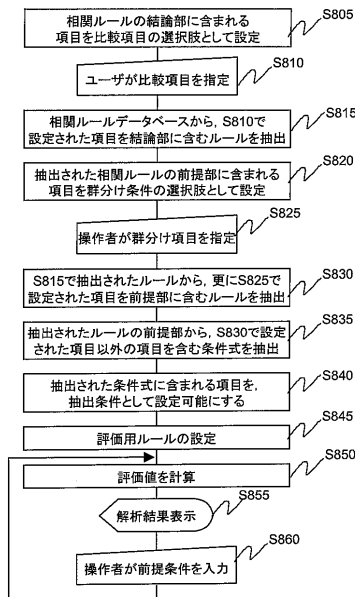 相関ルールの結論部に含まれる
項目を比較項目の選択肢として設定
S805
ユーザが比較項目を指定
S810
相関ルールデータベースから, S810で
設定された項目を結論部に含むルールを抽出
S815
抽出された相関ルールの前提部に含まれる
項目を群分け条件の選択肢として設定
S820
操作者が群分け項目を指定
S825
S815で抽出されたルールから, 更にS825で
設定された項目を前提部に含むルールを抽出
S830
抽出されたルールの前提部から, S830で設定
された項目以外の項目を含む条件式を抽出
S835
抽出された条件式に含まれる項目を,
抽出条件として設定可能にする
S840
評価用ルールの設定
S845
評価値を計算
S850
解析結果表示
S855
操作者が前提条件を入力
S860